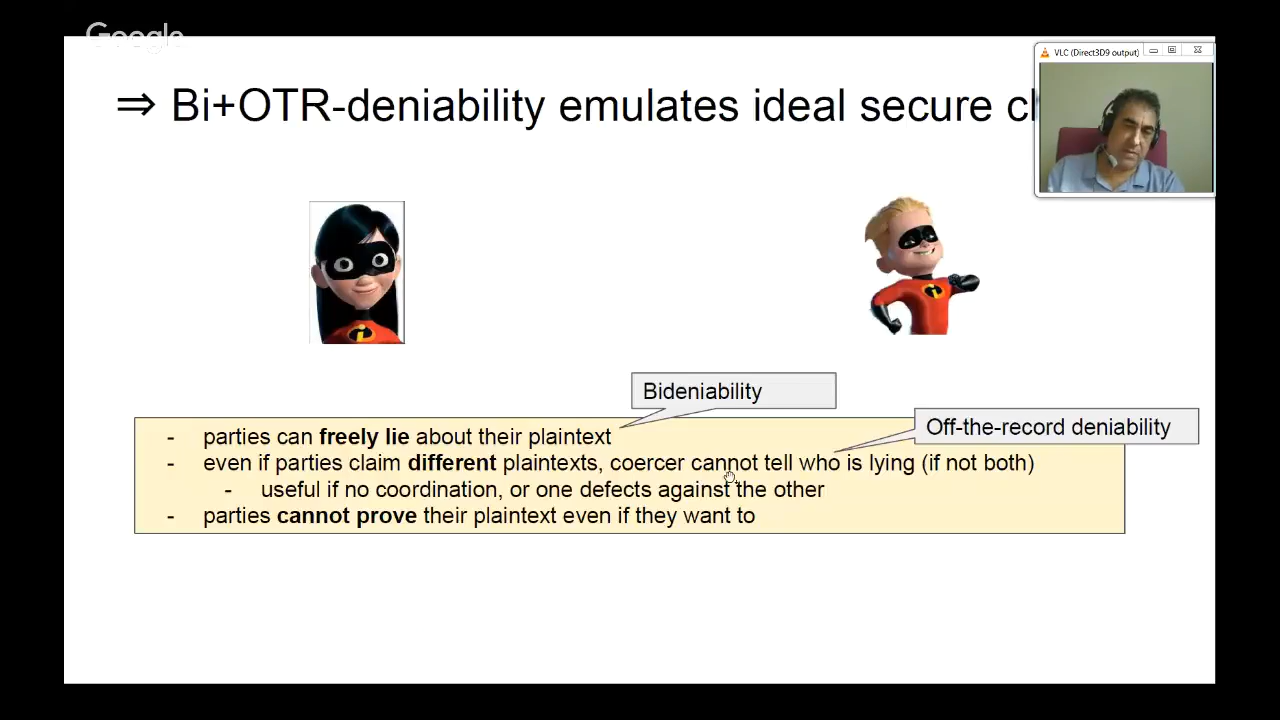 Google
VLC (Direct3D9 output)
⇒ Bi+OTR-deniability emulates ideal secure
Bideniability
Off-the-record deniability
- parties can freely lie about their plaintext
- even if parties claim different plaintexts, coercer cannot tell who is lying (if not both)
- useful if no coordination, or one defects against the other
- parties cannot prove their plaintext even if they want to